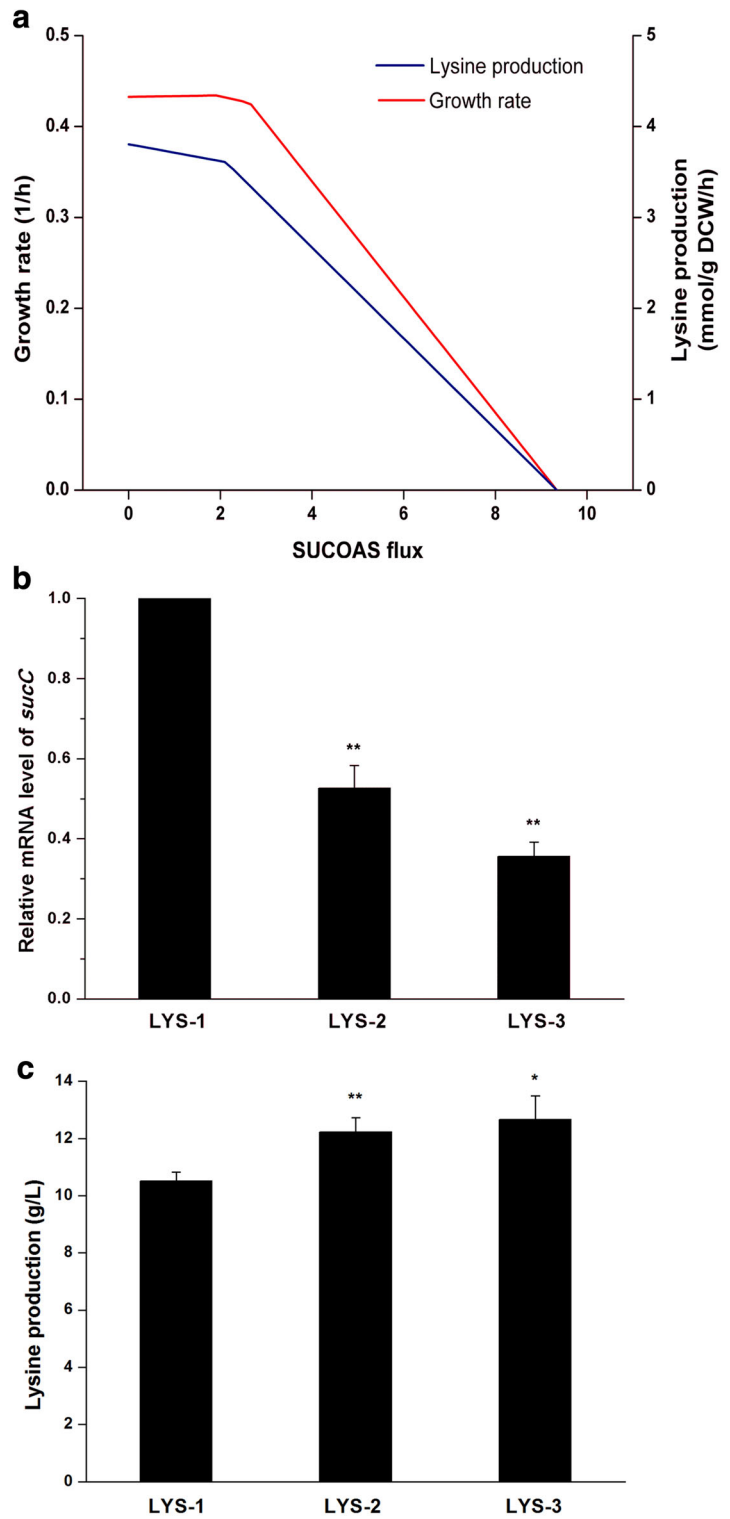 a
0.5
0.4
0.3
0.2
0.1
0.0
Growth rate (1/h)
Lysine production
Growth rate
5
4
3
2
1
0
Lysine production
(mmol/g DCW/h)
0 2 4 6 8 10
SUCOAS flux
b
1.0
0.8
0.6
0.4
0.2
0.0
Relative mRNA level of sucC
**
**
LYS-1 LYS-2 LYS-3
c
14
12
10
8
6
4
2
0
Lysine production (g/L)
**
*
LYS-1 LYS-2 LYS-3